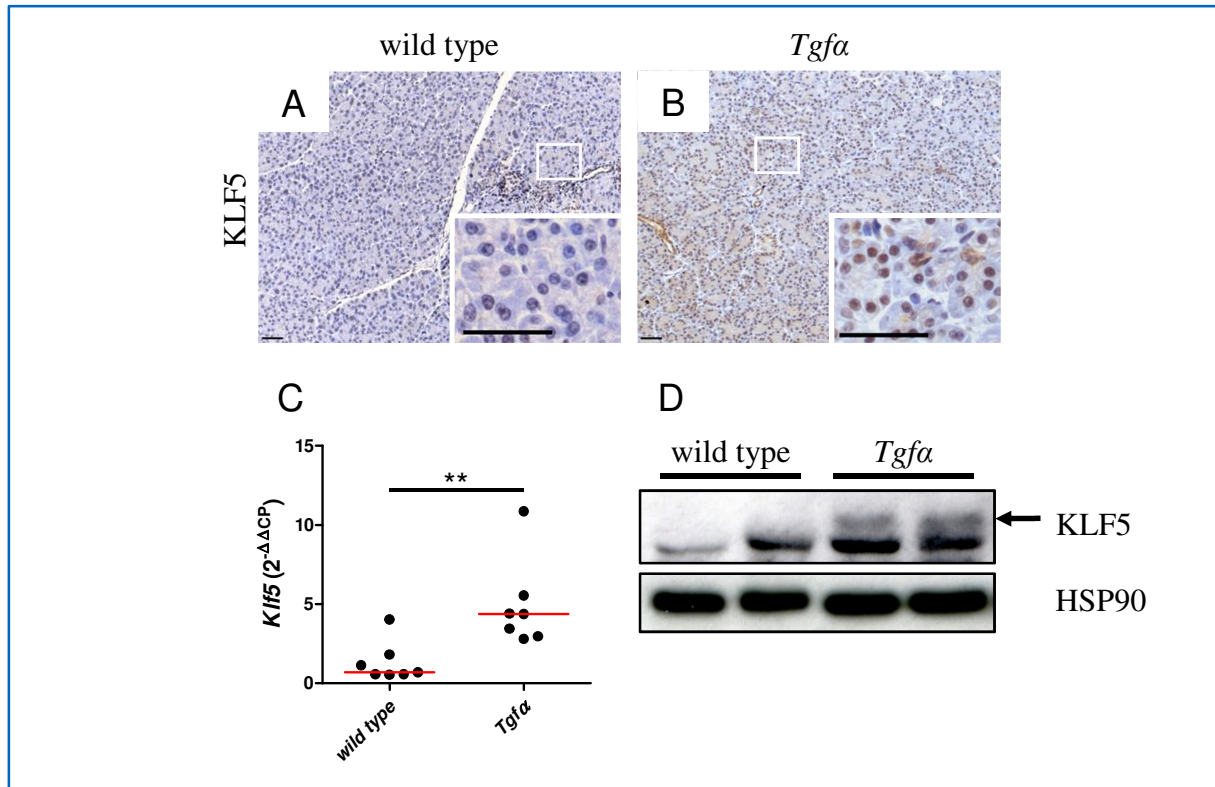 wild type
Tgfα
A
B
KLF5
C
D
15
10
5
0
Klf5 (2-ΔΔCP)
**
wild type
Tgfα
wild type
Tgfα
KLF5
HSP90